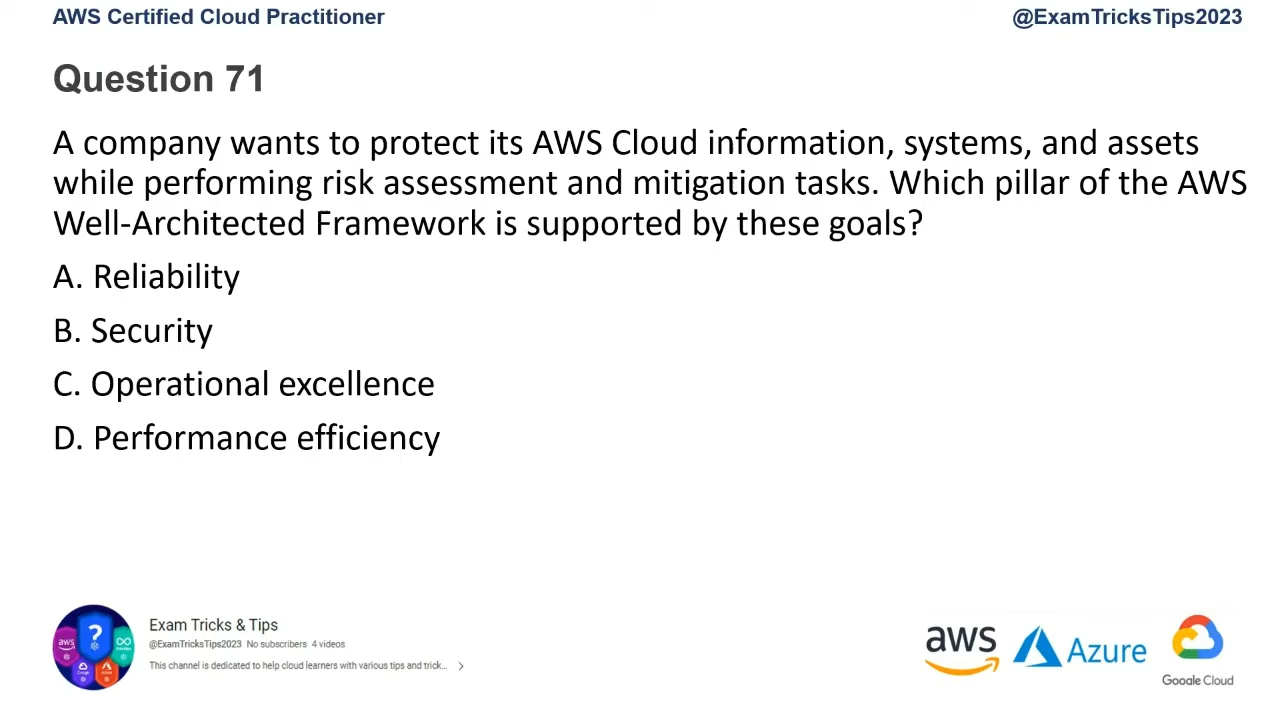 AWS Certified Cloud Practitioner
@ExamTricksTips2023
Question 71
A company wants to protect its AWS Cloud information, systems, and assets
while performing risk assessment and mitigation tasks. Which pillar of the AWS
Well-Architected Framework is supported by these goals?
A. Reliability
B. Security
C. Operational excellence
D. Performance efficiency
?
aws
Exam Tricks & Tips
@ExamTricksTips2023 No subscribers 4 videos
This channel is dedicated to help cloud learners with various tips and trick...
aws
Azure
Google Cloud